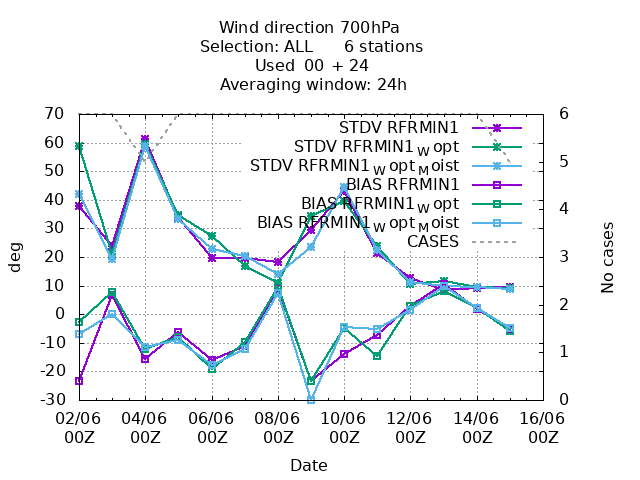 Wind direction 700hPa
Selection: ALL 6 stations
Used 00 + 24
Averaging window: 24h
70
60
50
40
30
20
10
0
-10
-20
-30
deg
6
5
4
3
2
1
0
No cases
STDV RFRMIN1
STDV RFRMIN1_W opt
STDV RFRMIN1_W opt_M oist
BIAS RFRMIN1
BIAS RFRMIN1_W opt
BIAS RFRMIN1_W opt_M oist
CASES
02/06 04/06 06/06 08/06 10/06 12/06 14/06 16/06
00Z 00Z 00Z 00Z 00Z 00Z 00Z 00Z
Date